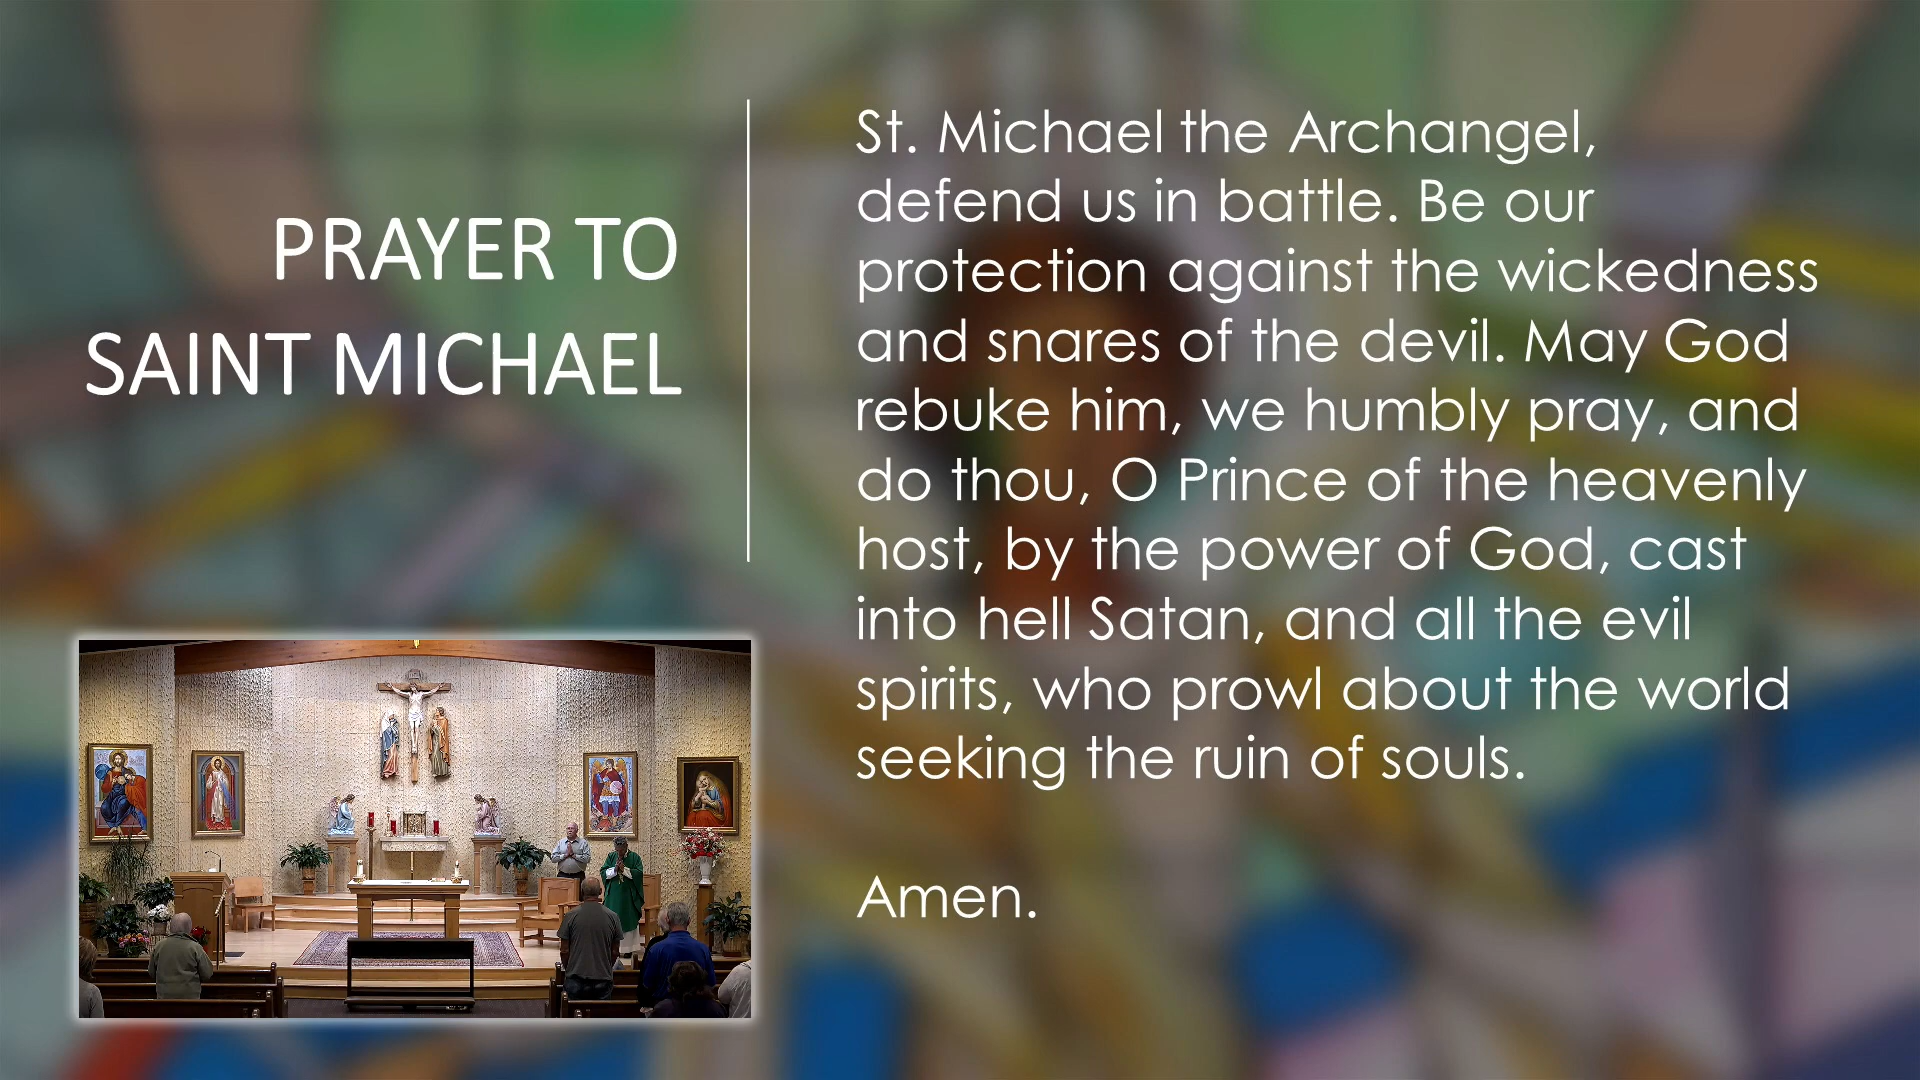 PRAYER TO
SAINT MICHAEL
St. Michael the Archangel,
defend us in battle. Be our
protection against the wickedness
and snares of the devil. May God
rebuke him, we humbly pray, and
do thou, O Prince of the heavenly
host, by the power of God, cast
into hell Satan, and all the evil
spirits, who prowl about the world
seeking the ruin of souls.
Amen.